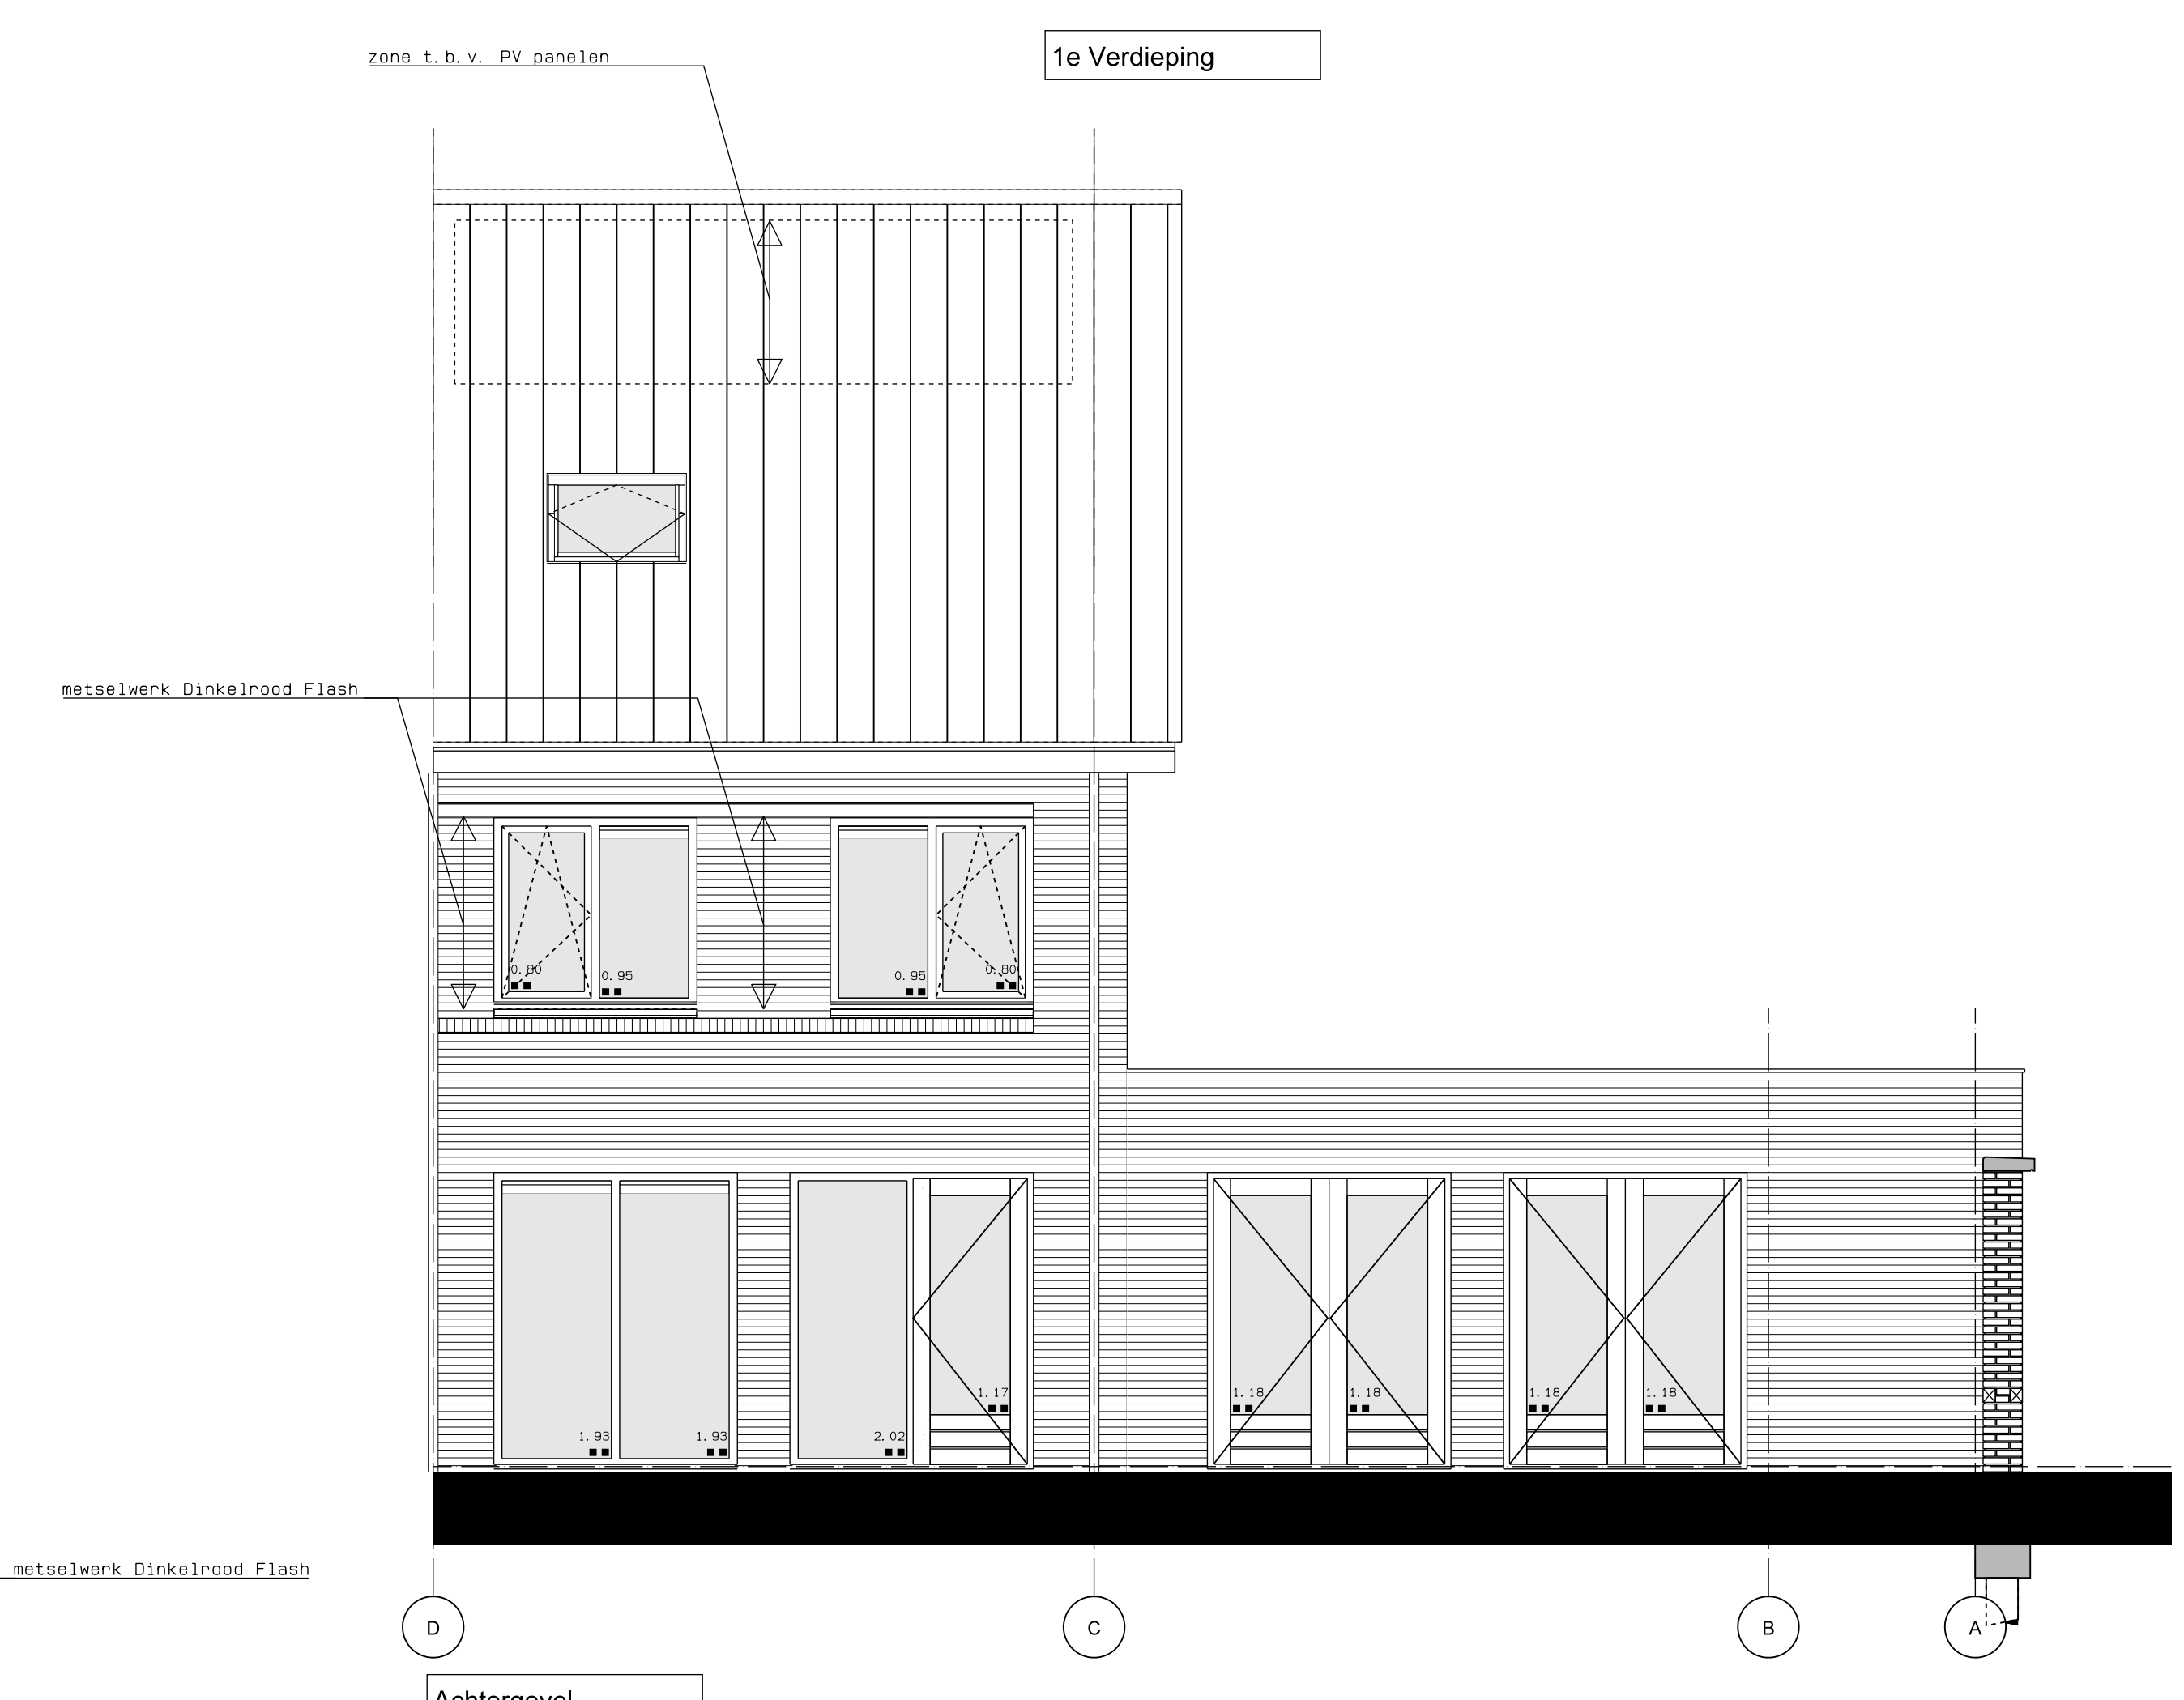 1e Verdieping
zone t.b.v. PV panelen
metselwerk Dinkelrood Flash
0.80
0.95
0.95
0.80
1.17
1.18
1.18
1.18
1.18
1.93
1.93
2.02
metselwerk Dinkelrood Flash
D
C
B
A
Achtergevel